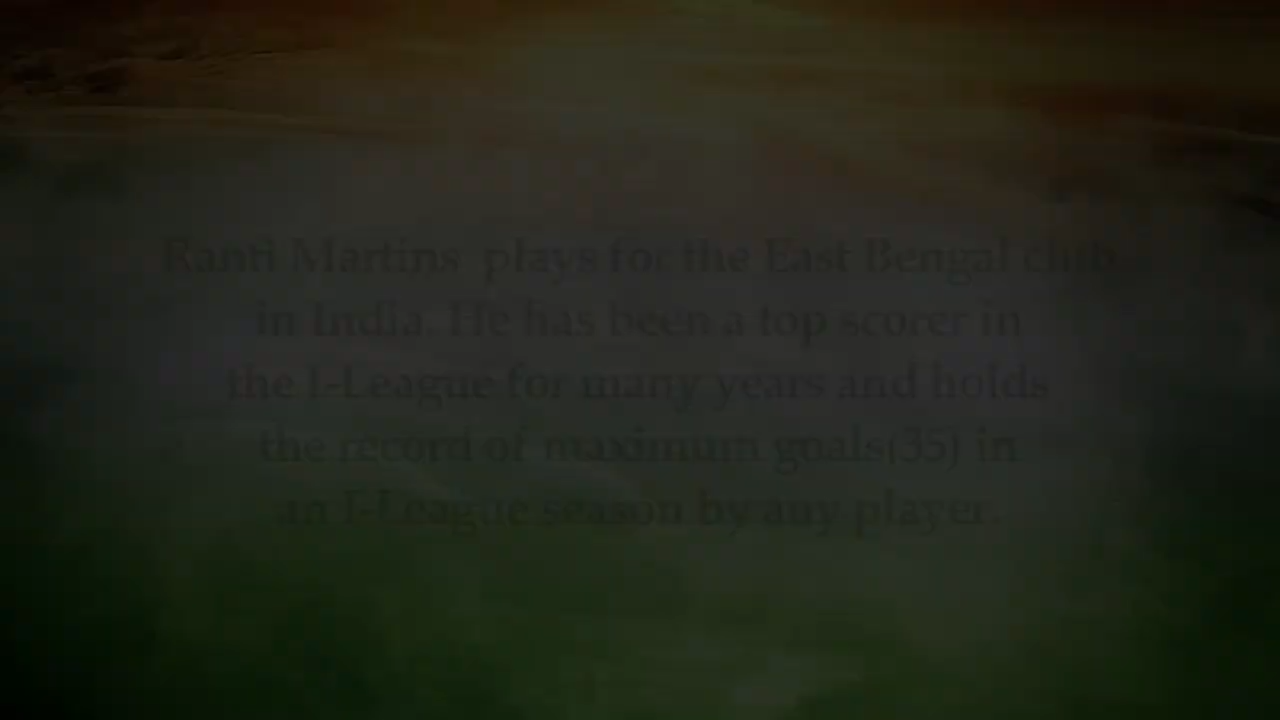 Ranti Martins plays for the East Bengal club
in India. He has been a top scorer in
the I-League for many years and holds
the record of maximum goals(35) in
an I-League season by any player.